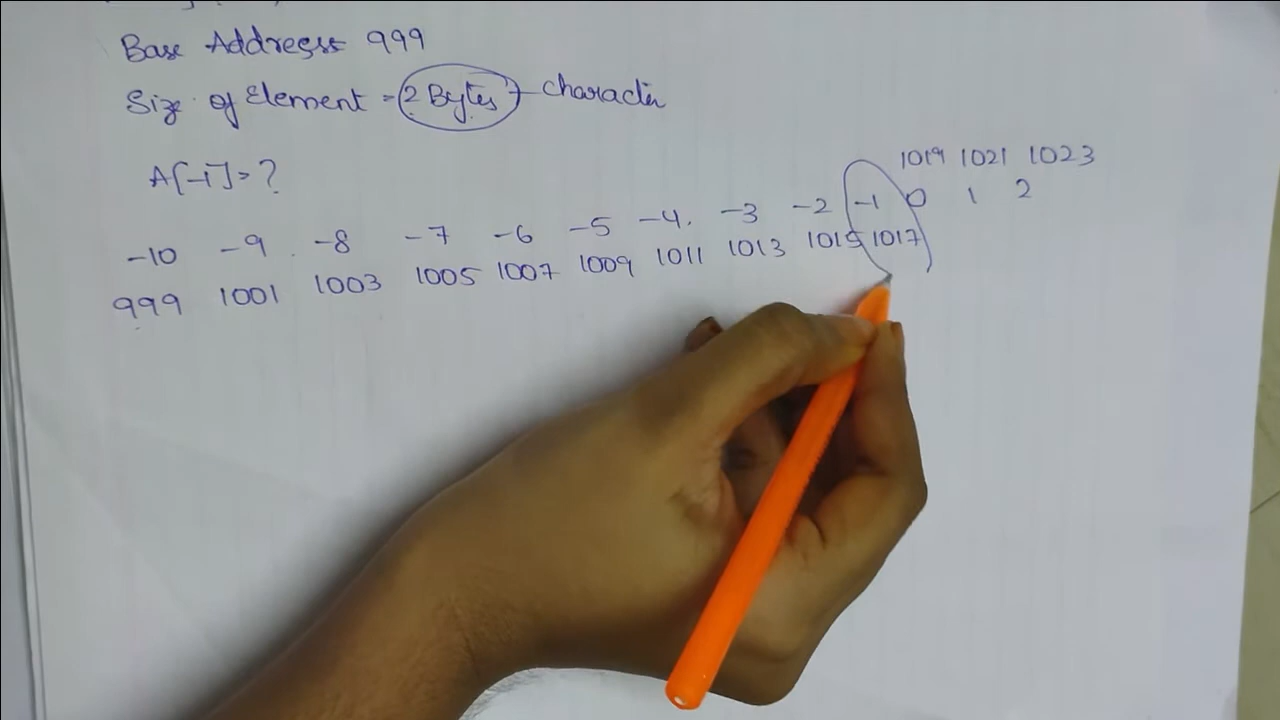 Base Address 999
Size of Element = 2 Bytes - character
A[-1] = ?
1019 1021 1023
-10 -9 -8 -7 -6 -5 -4 -3 -2 -1 0 1 2
999 1001 1003 1005 1007 1009 1011 1013 1015 1017